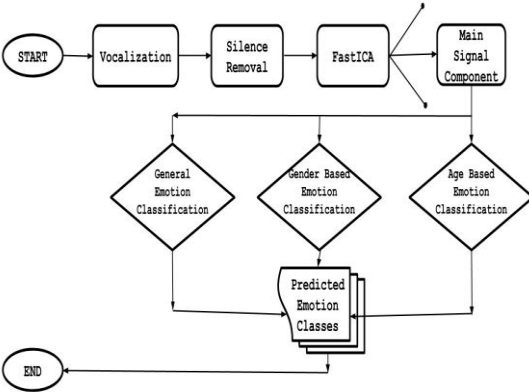 START
Vocalization
Silence
Removal
FastICA
Main
Signal
Component
General
Emotion
Classification
Gender Based
Emotion
Classification
Age Based
Emotion
Classification
Predicted
Emotion
Classes
END